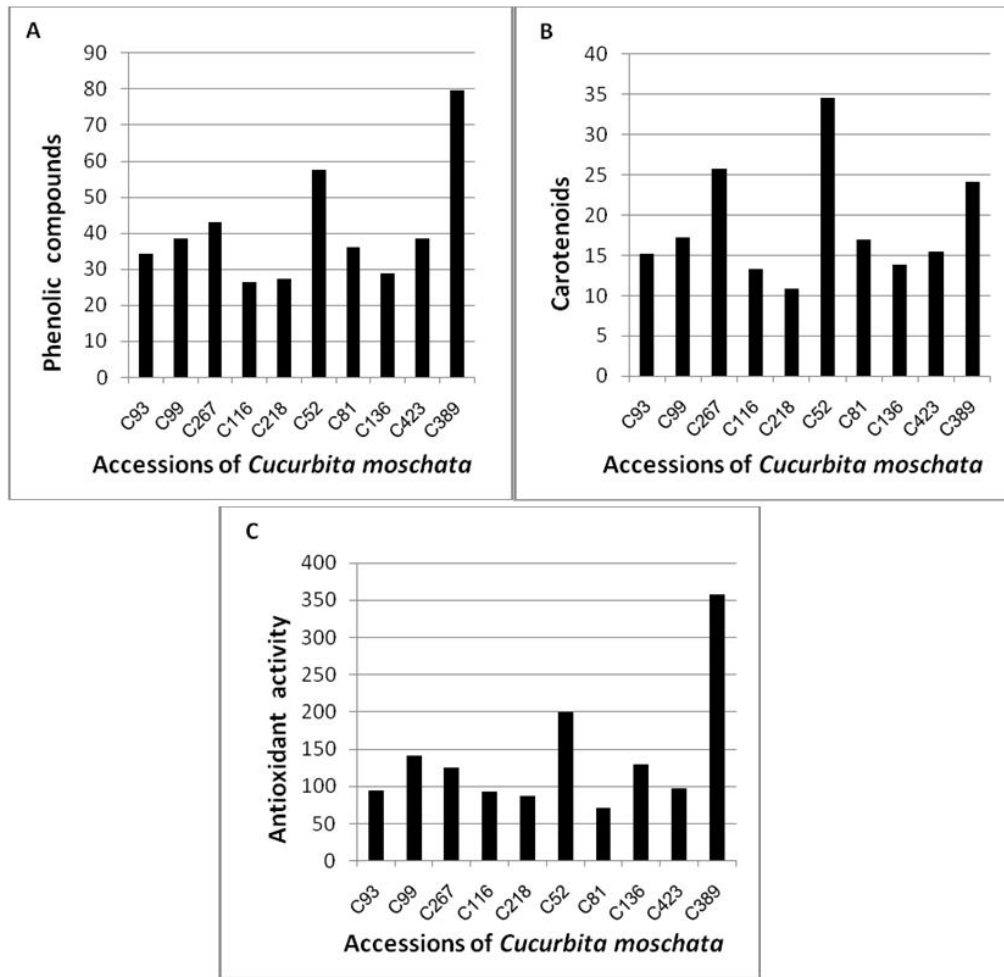 A
Phenolic compounds
90
80
70
60
50
40
30
20
10
0
C93 C99 C267 C116 C218 C52 C81 C136 C423 C389
Accessions of Cucurbita moschata
B
Carotenoids
40
35
30
25
20
15
10
5
0
C93 C99 C267 C116 C218 C52 C81 C136 C423 C389
Accessions of Cucurbita moschata
C
Antioxidant activity
400
350
300
250
200
150
100
50
0
C93 C99 C267 C116 C218 C52 C81 C136 C423 C389
Accessions of Cucurbita moschata